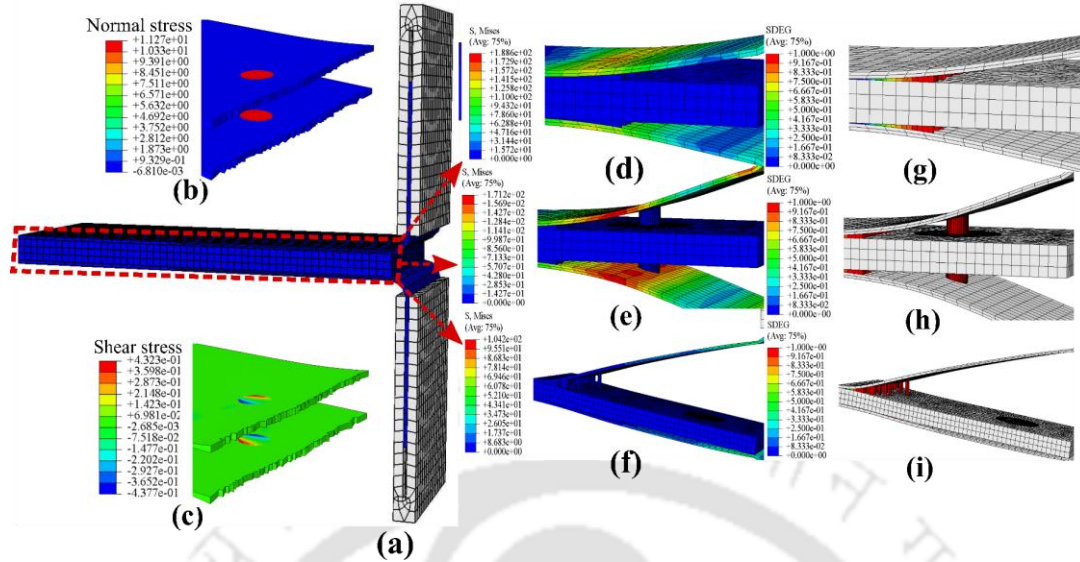 Normal stress
+1.127e+01
+1.033e+01
+9.391e+00
+8.451e+00
+7.511e+00
+6.571e+00
+5.632e+00
+4.692e+00
+3.752e+00
+2.812e+00
+1.873e+00
+9.329e-01
-6.810e-03
(b)
Shear stress
+4.323e-01
+3.598e-01
+2.873e-01
+2.148e-01
+1.423e-01
+6.981e-02
-2.685e-03
-7.518e-02
-1.477e-01
-2.202e-01
-2.927e-01
-3.652e-01
-4.377e-01
(c)
(a)
S, Mises
(Avg: 75%)
+1.886e+02
+1.729e+02
+1.572e+02
+1.415e+02
+1.258e+02
+1.100e+02
+9.432e+01
+7.860e+01
+6.288e+01
+4.716e+01
+3.144e+01
+1.572e+01
+0.000e+00
(d)
S, Mises
(Avg: 75%)
+1.712e+02
+1.569e+02
+1.427e+02
+1.284e+02
+1.141e+02
+9.987e+01
+8.560e+01
+7.133e+01
+5.707e+01
+4.280e+01
+2.853e+01
+1.427e+01
+0.000e+00
(e)
S, Mises
(Avg: 75%)
+1.042e+02
+9.551e+01
+8.683e+01
+7.814e+01
+6.946e+01
+6.078e+01
+5.210e+01
+4.341e+01
+3.473e+01
+2.605e+01
+1.737e+01
+8.683e+00
+0.000e+00
(f)
SDEG
(Avg: 75%)
+1.000e+00
+9.167e-01
+8.333e-01
+7.500e-01
+6.667e-01
+5.833e-01
+5.000e-01
+4.167e-01
+3.333e-01
+2.500e-01
+1.667e-01
+8.333e-02
+0.000e+00
(g)
SDEG
(Avg: 75%)
+1.000e+00
+9.167e-01
+8.333e-01
+7.500e-01
+6.667e-01
+5.833e-01
+5.000e-01
+4.167e-01
+3.333e-01
+2.500e-01
+1.667e-01
+8.333e-02
+0.000e+00
(h)
SDEG
(Avg: 75%)
+1.000e+00
+9.167e-01
+8.333e-01
+7.500e-01
+6.667e-01
+5.833e-01
+5.000e-01
+4.167e-01
+3.333e-01
+2.500e-01
+1.667e-01
+8.333e-02
+0.000e+00
(i)